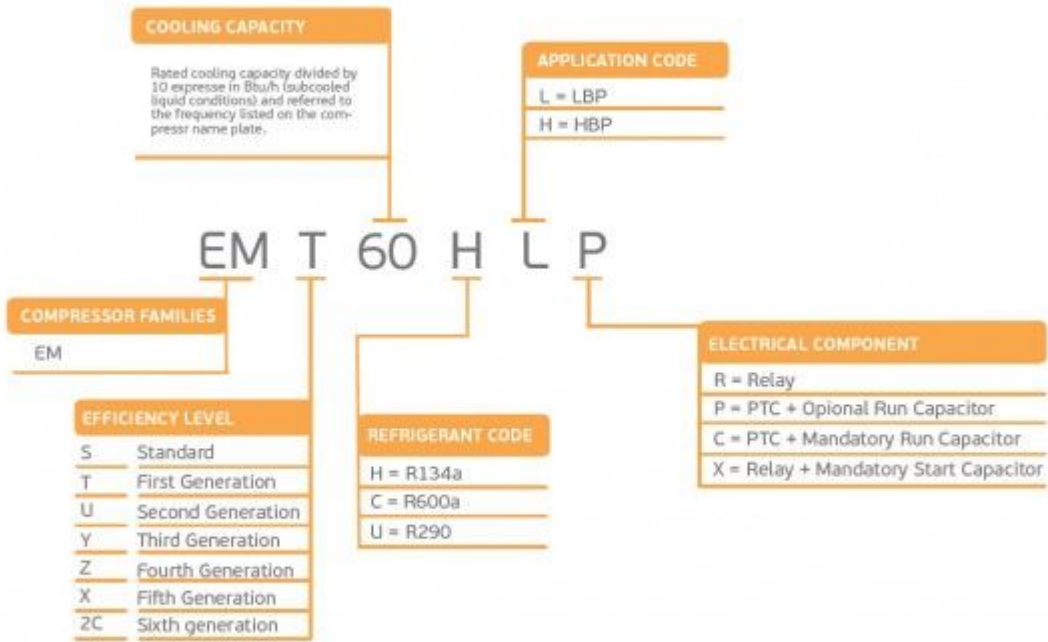 COOLING CAPACITY
Rated cooling capacity divided by
10 expresse in Btu/h (subcooled
liquid conditions) and referred to
the frequency listed on the com-
pressr name plate.
APPLICATION CODE
L = LBP
H = HBP
EM T 60 H L P
COMPRESSOR FAMILIES
EM
EFFICIENCY LEVEL
S Standard
T First Generation
U Second Generation
Y Third Generation
Z Fourth Generation
X Fifth Generation
2C Sixth generation
REFRIGERANT CODE
H = R134a
C = R600a
U = R290
ELECTRICAL COMPONENT
R = Relay
P = PTC + Opional Run Capacitor
C = PTC + Mandatory Run Capacitor
X = Relay + Mandatory Start Capacitor